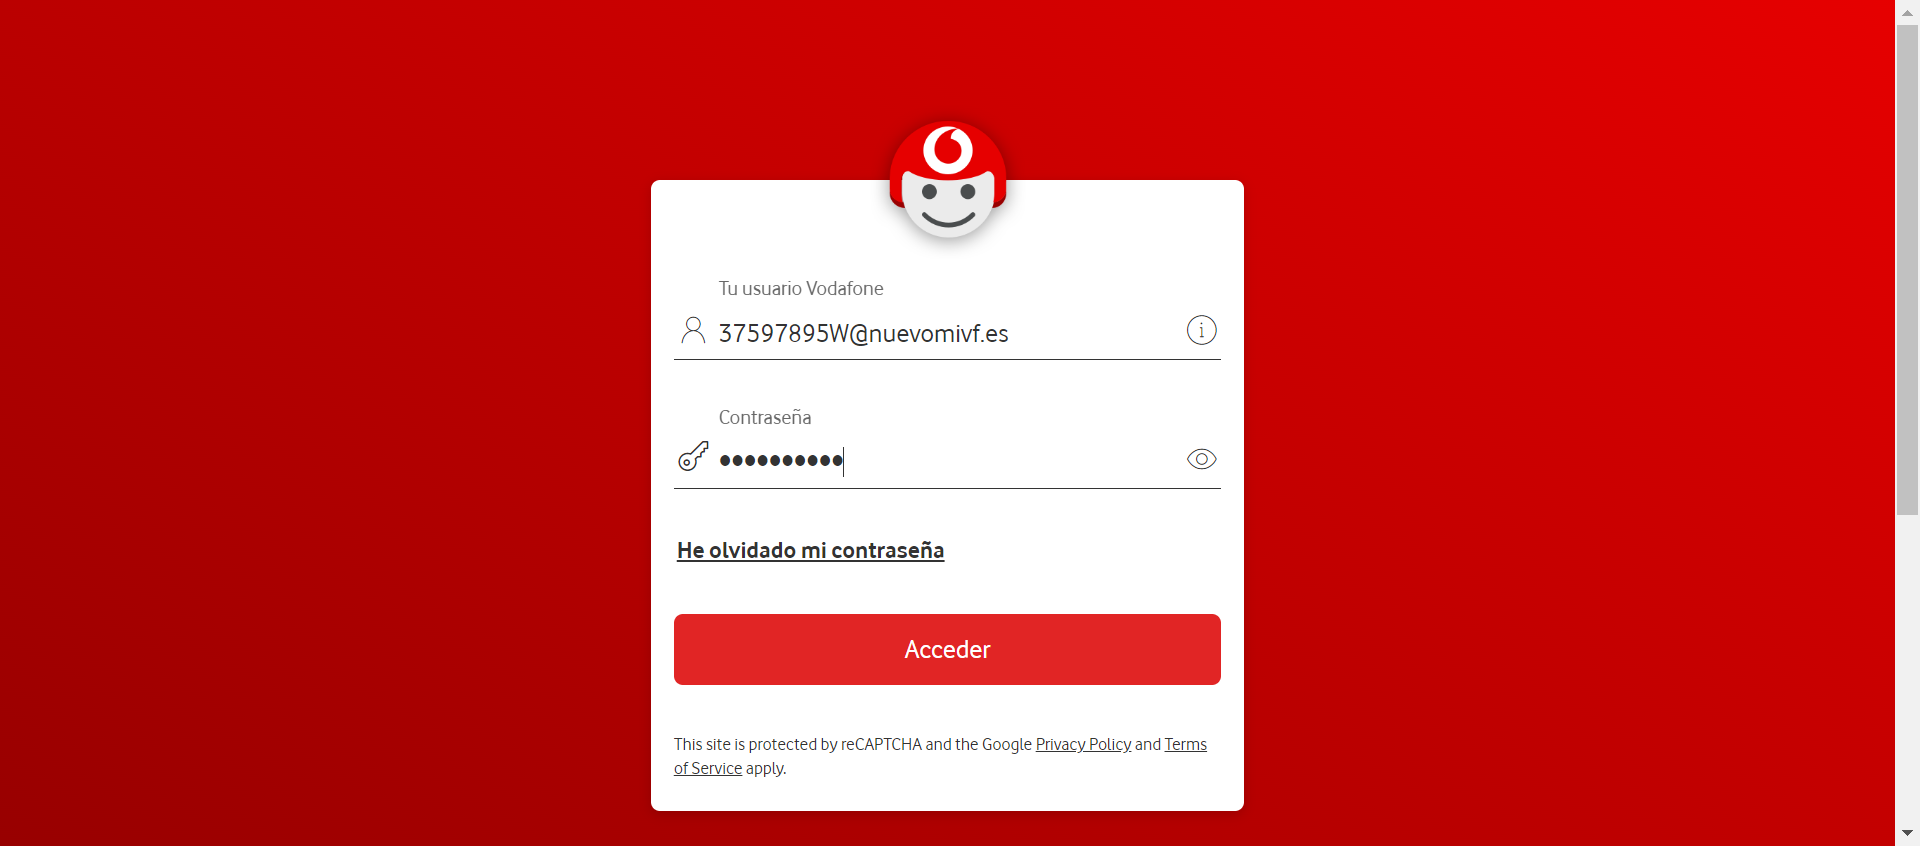 Tu usuario Vodafone
37597895W@nuevomivf.es
Contraseña
••••••••••
He olvidado mi contraseña
Acceder
This site is protected by reCAPTCHA and the Google Privacy Policy and Terms
of Service apply.